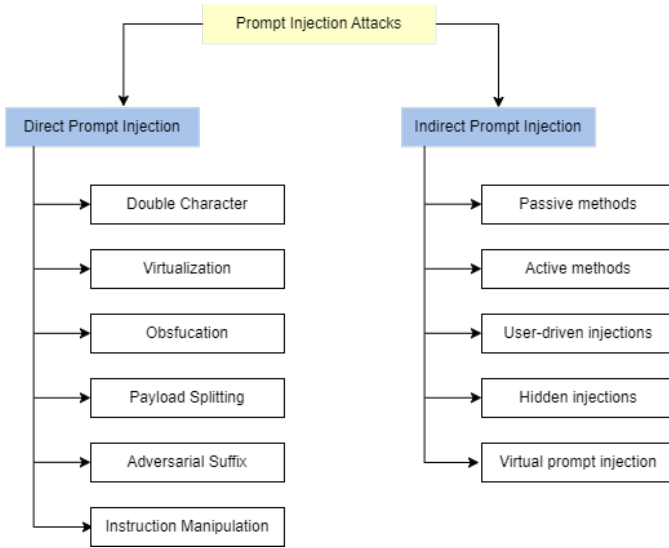 Prompt Injection Attacks
Direct Prompt Injection
Double Character
Virtualization
Obsfucation
Payload Splitting
Adversarial Suffix
Instruction Manipulation
Indirect Prompt Injection
Passive methods
Active methods
User-driven injections
Hidden injections
Virtual prompt injection